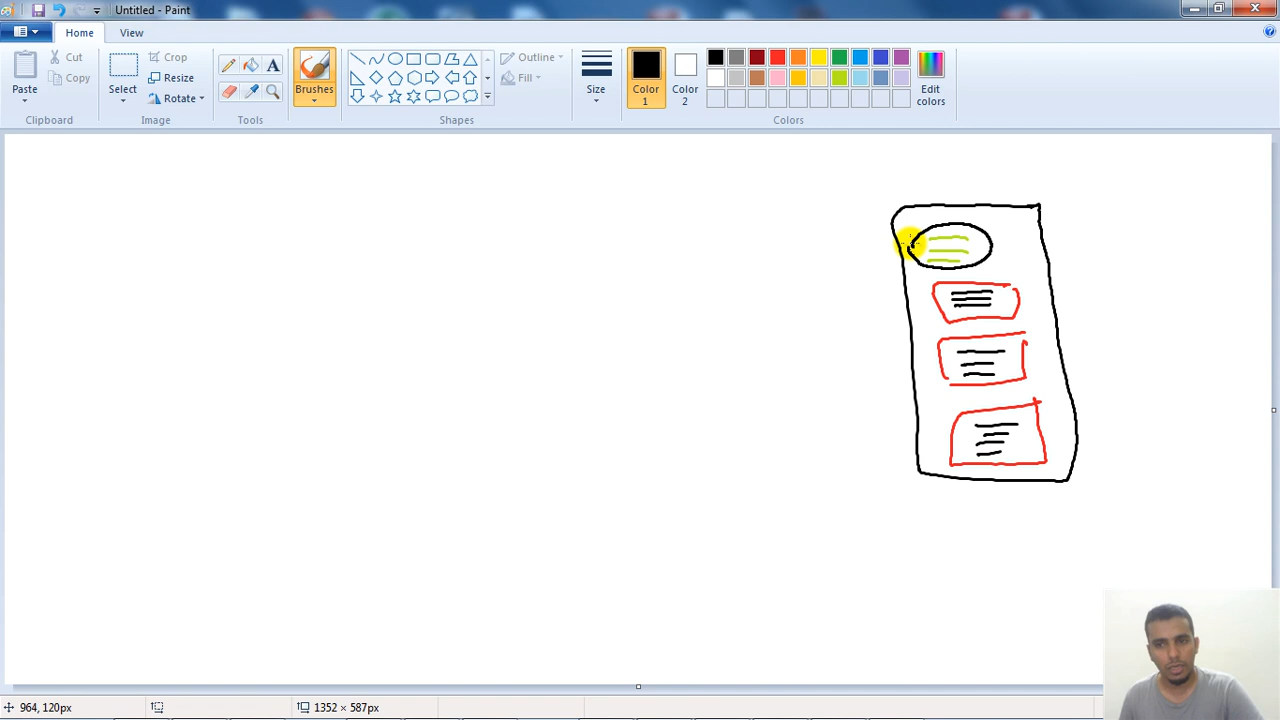 Untitled - Paint
Home
View
Paste
Cut
Copy
Clipboard
Select
Crop
Resize
Rotate
Image
A
Tools
Brushes
Outline
Fill
Shapes
Size
Color 1
Color 2
Edit colors
Colors
964, 120px
1352 × 587px